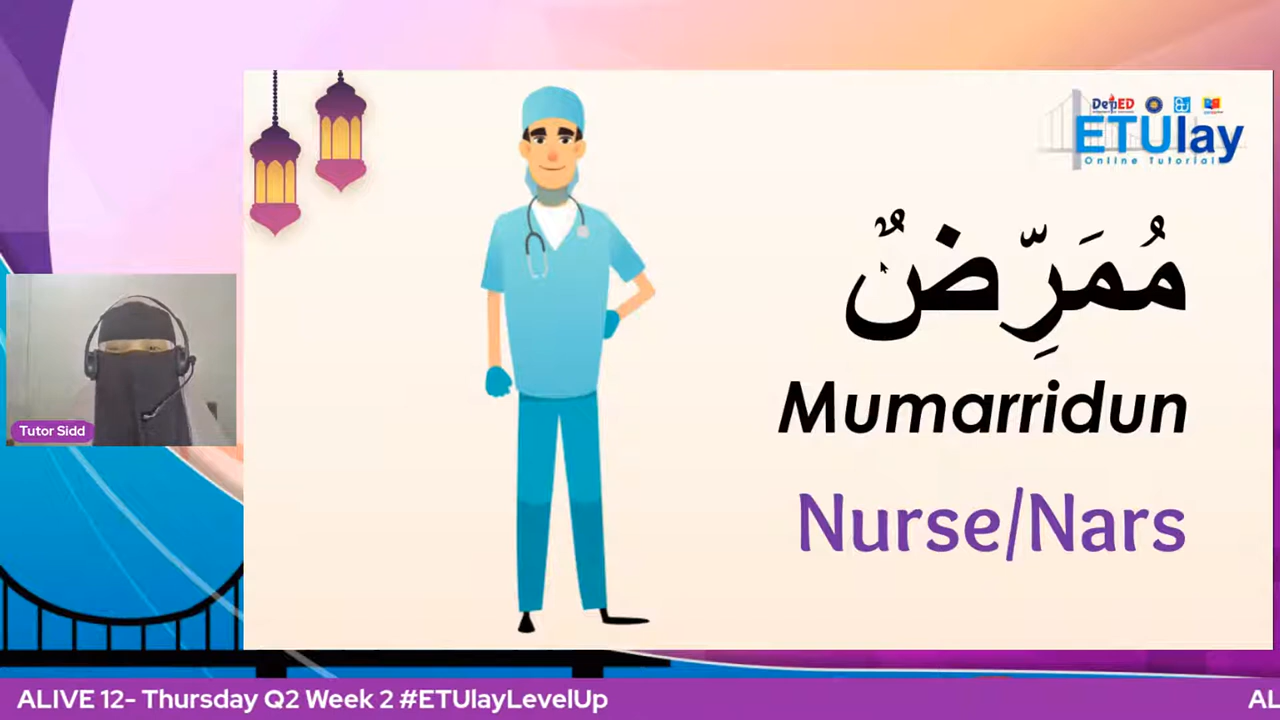 DepED
ETUlay
Online Tutorial
مُمَرِّضٌ
Mumarridun
Nurse/Nars
Tutor Sidd
ALIVE 12- Thursday Q2 Week 2 #ETUlayLevelUp
AL